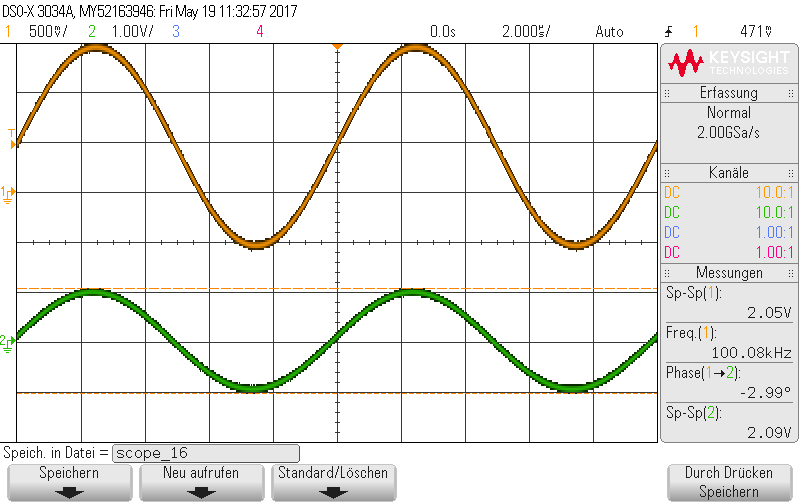 DSO-X 3034A, MY52163946: Fri May 19 11:32:57 2017
1 500mV/ 2 1.00V/ 3 4 0.0s 2.000µs/ Auto 1 471mV
KEYSIGHT
TECHNOLOGIES
Erfassung
Normal
2.00GSa/s
Kanäle
DC 10.0:1
DC 10.0:1
DC 1.00:1
DC 1.00:1
Messungen
Sp-Sp(1):
2.05V
Freq.(1):
100.08kHz
Phase(1→2):
-2.99°
Sp-Sp(2):
2.09V
T
1
2
Speich. in Datei = scope_16
Speichern
Neu aufrufen
Standard/Löschen
Durch Drücken
Speichern